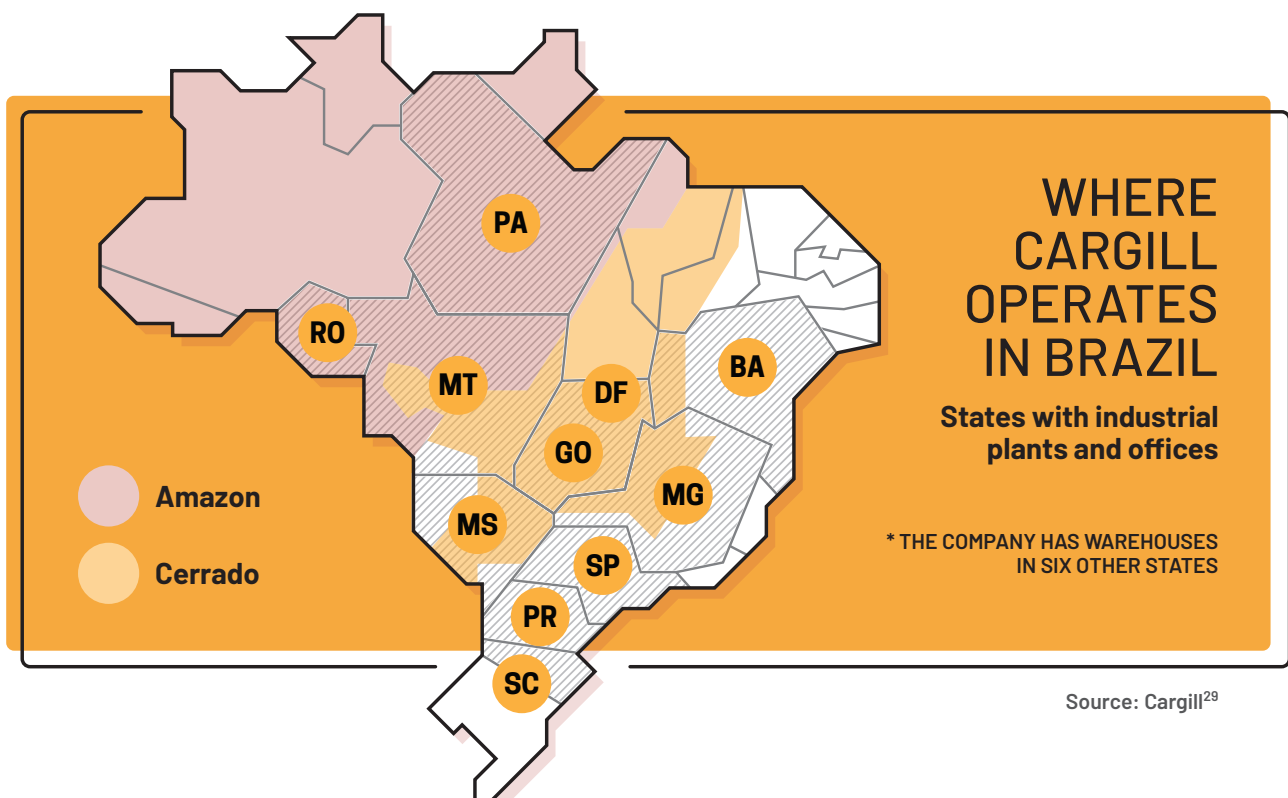 WHERE
CARGILL
OPERATES
IN BRAZIL
States with industrial
plants and offices
* THE COMPANY HAS WAREHOUSES
IN SIX OTHER STATES
PA
RO
MT
DF
BA
GO
MG
MS
SP
PR
SC
Amazon
Cerrado
Source: Cargill29